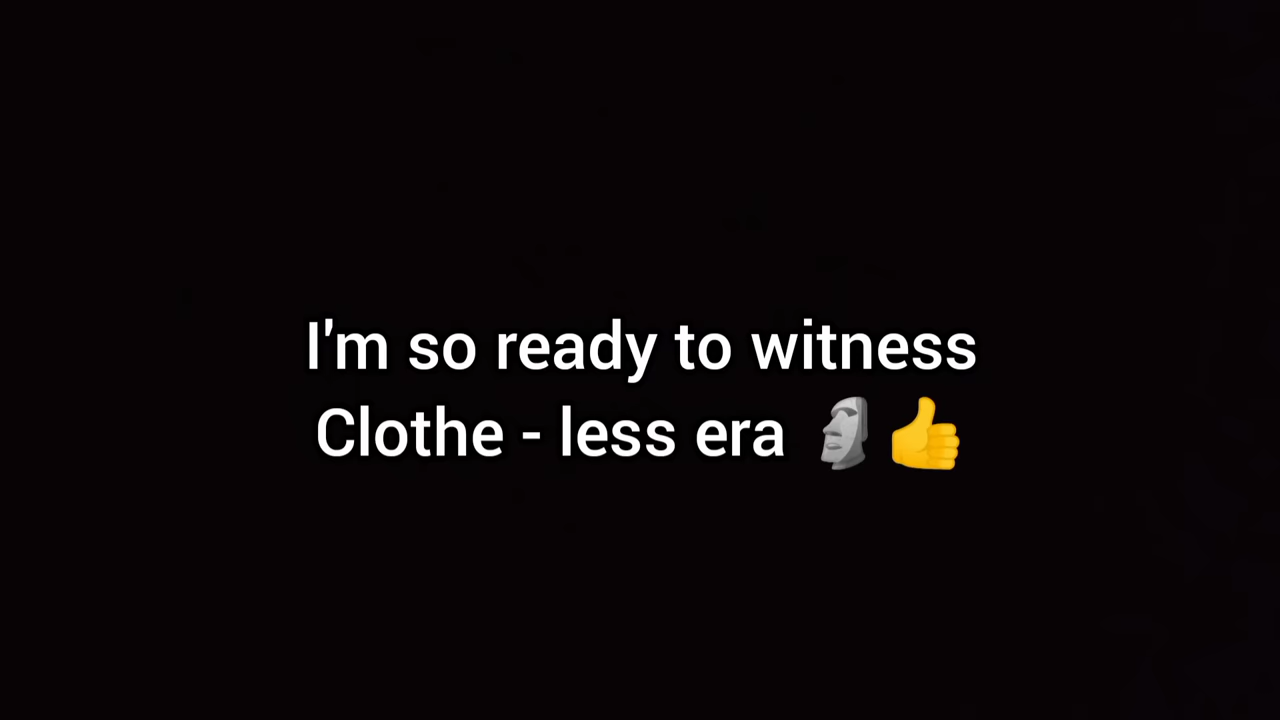 I'm so ready to witness
Clothe - less era 🗿👍